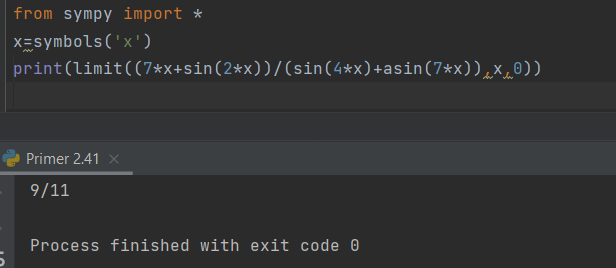 from sympy import *
x=symbols('x')
print(limit((7*x+sin(2*x))/(sin(4*x)+asin(7*x)),x,0))
Primer 2.41 ×
9/11
Process finished with exit code 0